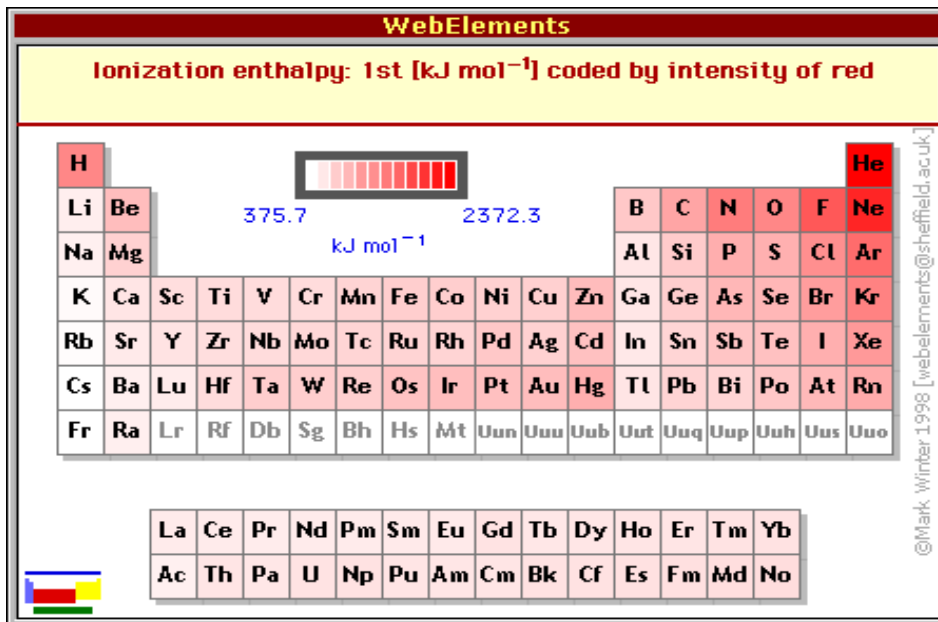 WebElements
Ionization enthalpy: 1st [kJ mol⁻¹] coded by intensity of red
H He
Li Be 375.7 2372.3 B C N O F Ne
kJ mol⁻¹
Na Mg Al Si P S Cl Ar
K Ca Sc Ti V Cr Mn Fe Co Ni Cu Zn Ga Ge As Se Br Kr
Rb Sr Y Zr Nb Mo Tc Ru Rh Pd Ag Cd In Sn Sb Te I Xe
Cs Ba Lu Hf Ta W Re Os Ir Pt Au Hg Tl Pb Bi Po At Rn
Fr Ra Lr Rf Db Sg Bh Hs Mt Uun Uuu Uub Uut Uuq Uup Uuh Uus Uuo
La Ce Pr Nd Pm Sm Eu Gd Tb Dy Ho Er Tm Yb
Ac Th Pa U Np Pu Am Cm Bk Cf Es Fm Md No
©Mark Winter 1998 [webelements@sheffield.ac.uk]